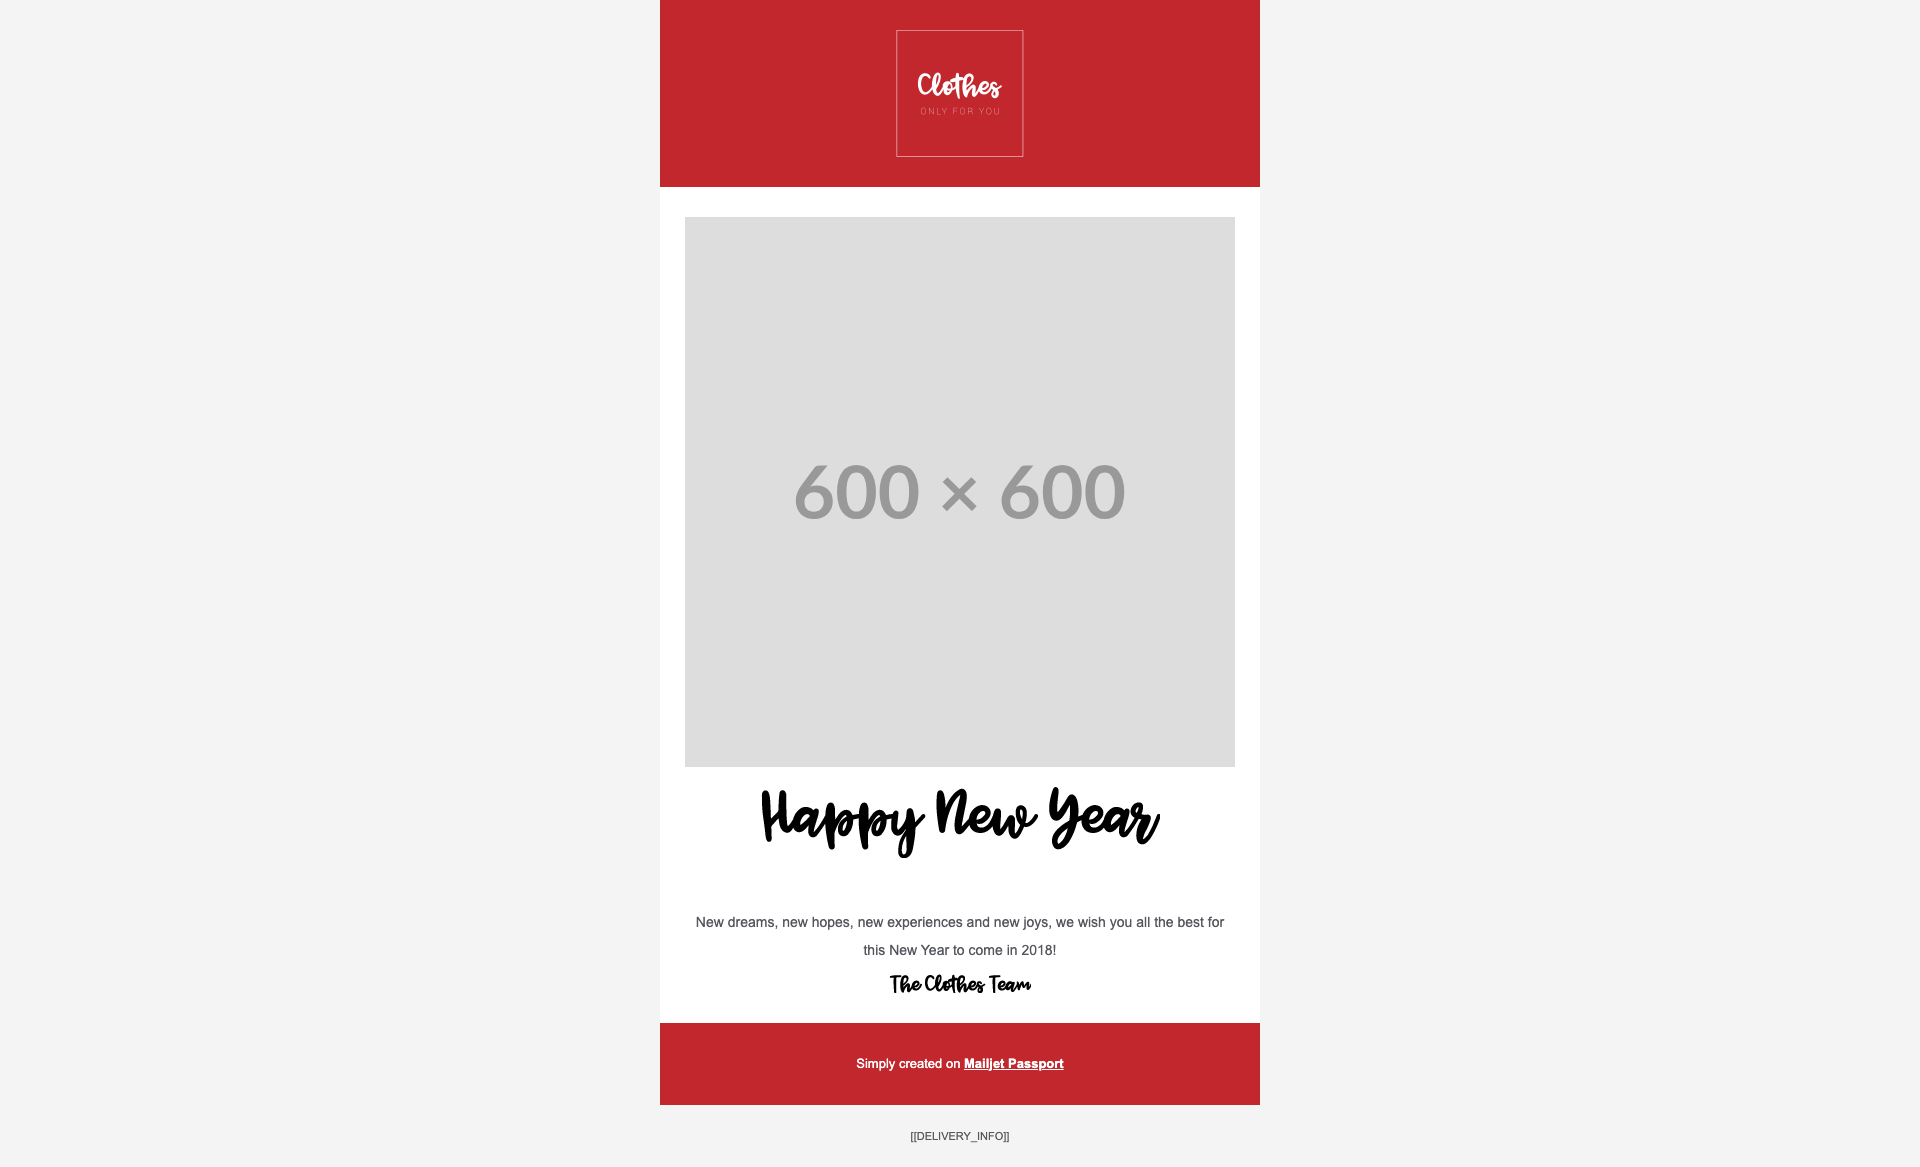 Clothes
ONLY FOR YOU
600 × 600
Happy New Year
New dreams, new hopes, new experiences and new joys, we wish you all the best for
this New Year to come in 2018!
The Clothes Team
Simply created on Mailjet Passport
[[DELIVERY_INFO]]